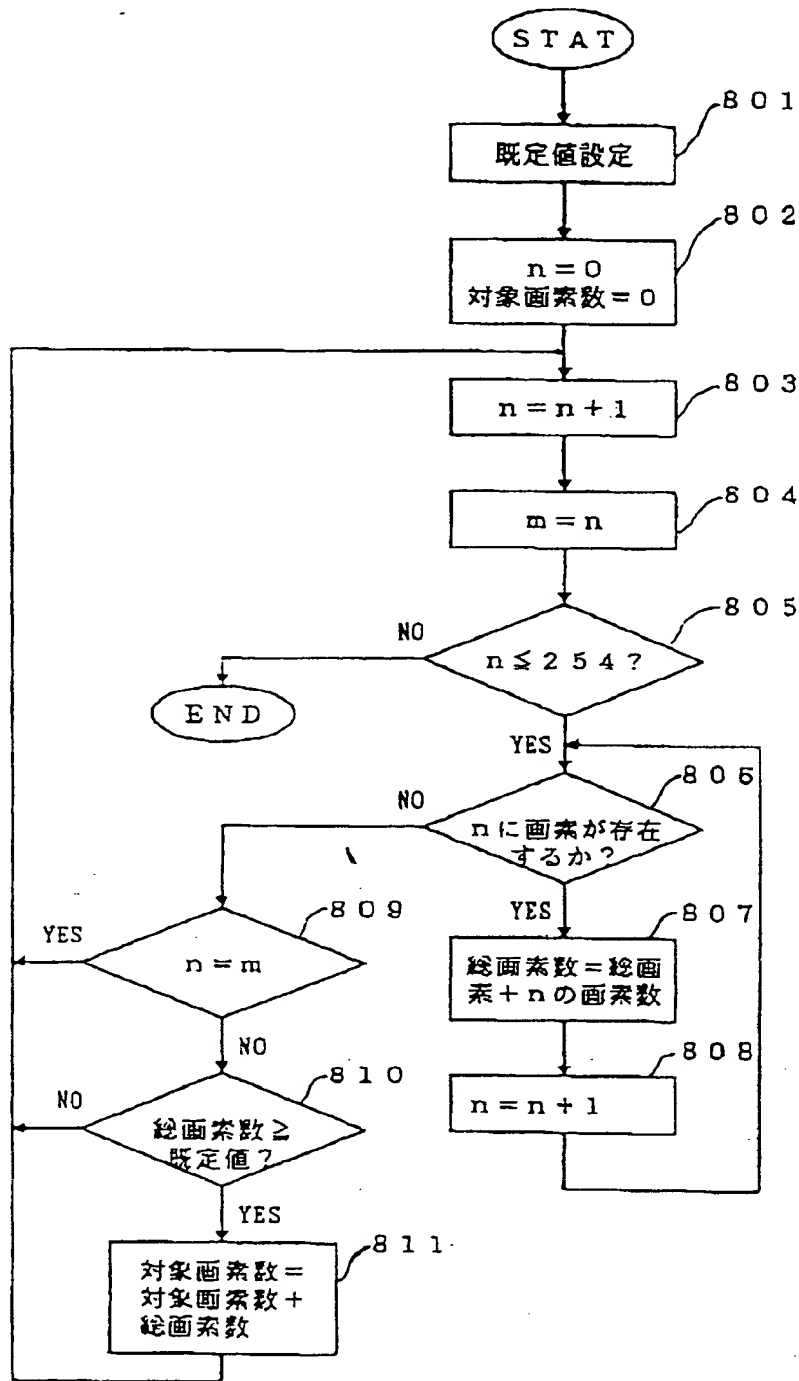 STAT
801
既定値設定
802
n=0
対象画素数=0
803
n=n+1
804
m=n
805
n≦254?
NO
END
YES
806
nに画素が存在
するか?
NO
YES
807
総画素数=総画
素+nの画素数
808
n=n+1
809
n=m
YES
NO
810
総画素数≧
既定値?
NO
YES
811
対象画素数=
対象画素数+
総画素数